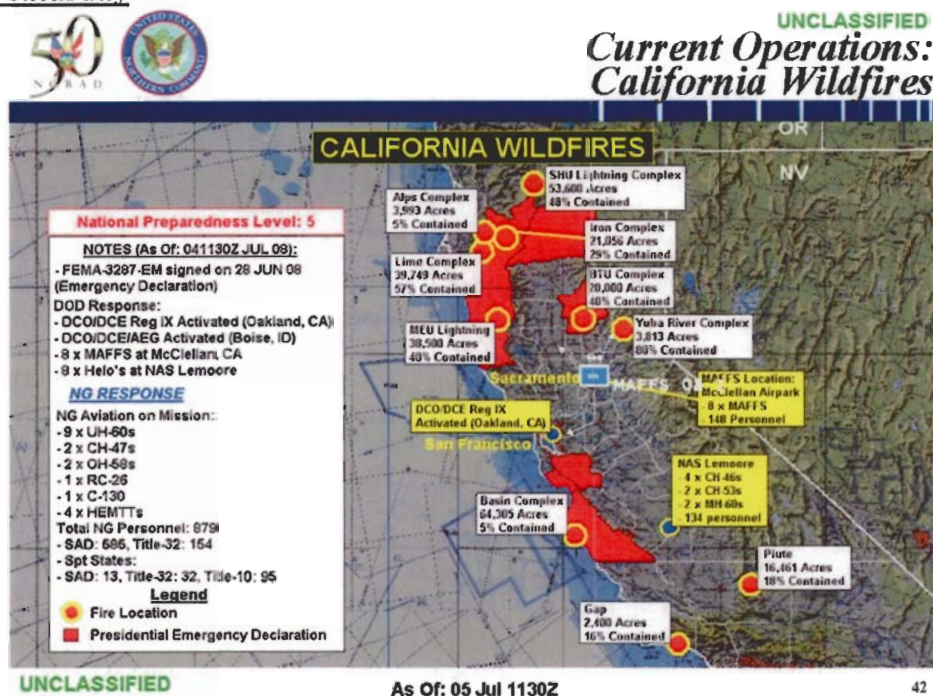 UNCLASSIFIED
Current Operations:
California Wildfires
50
NORAD
UNITED STATES
NORTHERN COMMAND
CALIFORNIA WILDFIRES
OR
NV
National Preparedness Level: 5
NOTES (As Of: 041130Z JUL 08):
- FEMA-3287-EM signed on 28 JUN 08
(Emergency Declaration)
DOD Response:
- DCO/DCE Reg IX Activated (Oakland, CA)
- DCO/DCE/AEG Activated (Boise, ID)
- 8 x MAFFS at McClellan, CA
- 8 x Helo's at NAS Lemoore
NG RESPONSE
NG Aviation on Mission:
- 9 x UH-60s
- 2 x CH-47s
- 2 x OH-58s
- 1 x RC-26
- 1 x C-130
- 4 x HEMTTs
Total NG Personnel: 879
- SAD: 585, Title-32: 154
- Spt States:
- SAD: 13, Title-32: 32, Title-10: 95
Legend
Fire Location
Presidential Emergency Declaration
SHU Lightning Complex
53,600 Acres
48% Contained
Alps Complex
3,993 Acres
5% Contained
Iron Complex
21,056 Acres
29% Contained
Lime Complex
39,749 Acres
57% Contained
BTU Complex
20,000 Acres
40% Contained
MEU Lightning
38,500 Acres
40% Contained
Yuba River Complex
3,813 Acres
80% Contained
Sacramento
MAFFS
MAFFS Location:
McClellan Airpark
- 8 x MAFFS
- 148 Personnel
DCO/DCE Reg IX
Activated (Oakland, CA)
San Francisco
NAS Lemoore
- 4 x CH-46s
- 2 x CH-53s
- 2 x MH-60s
- 134 personnel
Basin Complex
64,305 Acres
5% Contained
Piute
16,461 Acres
18% Contained
Gap
2,400 Acres
16% Contained
UNCLASSIFIED
As Of: 05 Jul 1130Z
42